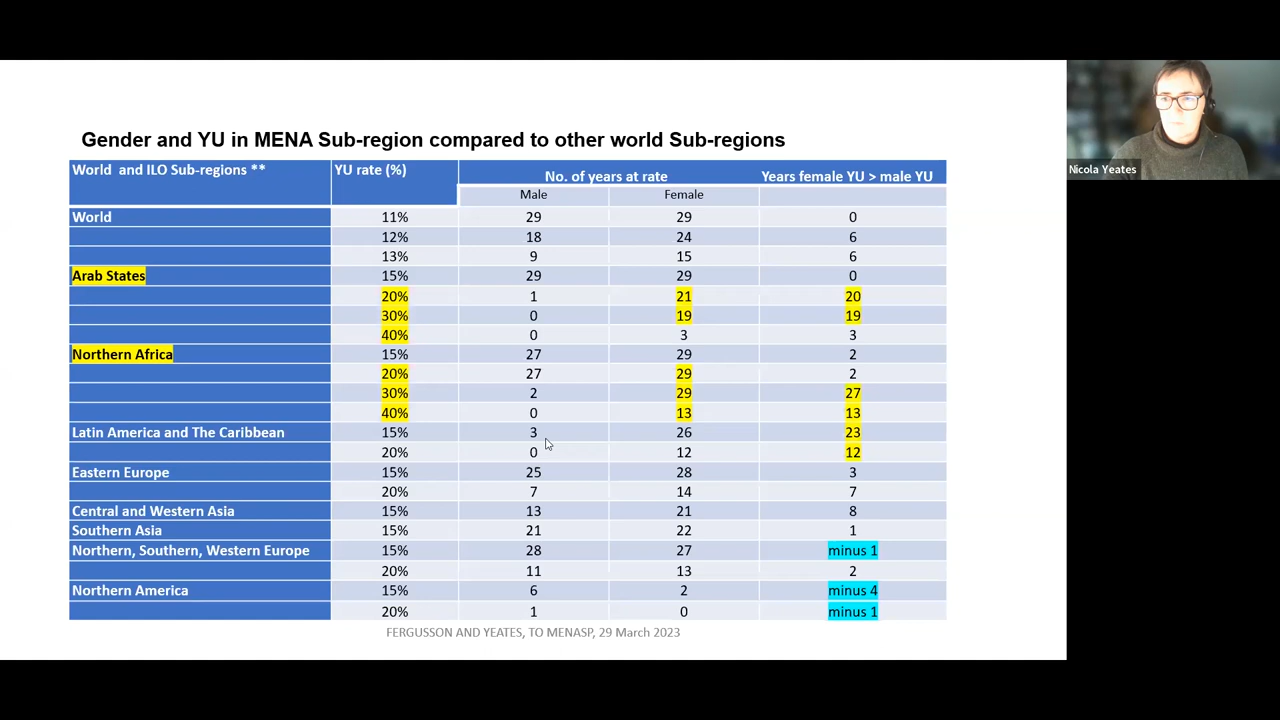 Gender and YU in MENA Sub-region compared to other world Sub-regions
World and ILO Sub-regions ** YU rate (%) No. of years at rate Years female YU > male YU
Male Female
World 11% 29 29 0
12% 18 24 6
13% 9 15 6
Arab States 15% 29 29 0
20% 1 21 20
30% 0 19 19
40% 0 3 3
Northern Africa 15% 27 29 2
20% 27 29 2
30% 2 29 27
40% 0 13 13
Latin America and The Caribbean 15% 3 26 23
20% 0 12 12
Eastern Europe 15% 25 28 3
20% 7 14 7
Central and Western Asia 15% 13 21 8
Southern Asia 15% 21 22 1
Northern, Southern, Western Europe 15% 28 27 minus 1
20% 11 13 2
Northern America 15% 6 2 minus 4
20% 1 0 minus 1
FERGUSSON AND YEATES, TO MENASP, 29 March 2023
Nicola Yeates